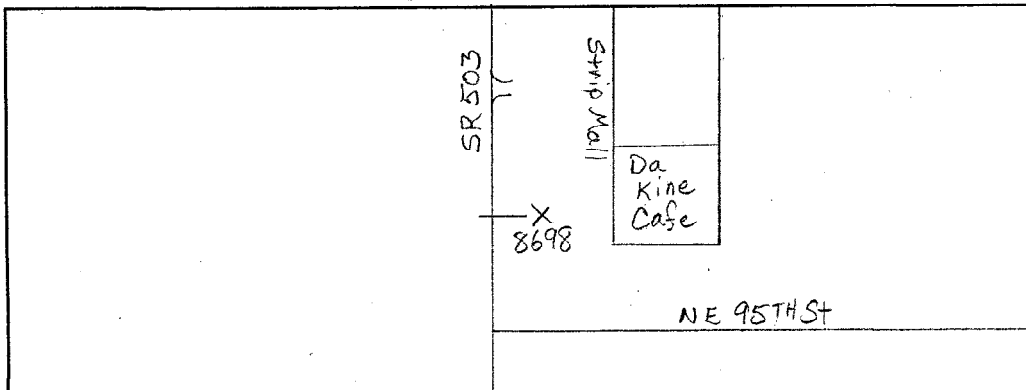 SR 503
Strip Mall
Da
Kine
Cafe
X
8698
NE 95TH St